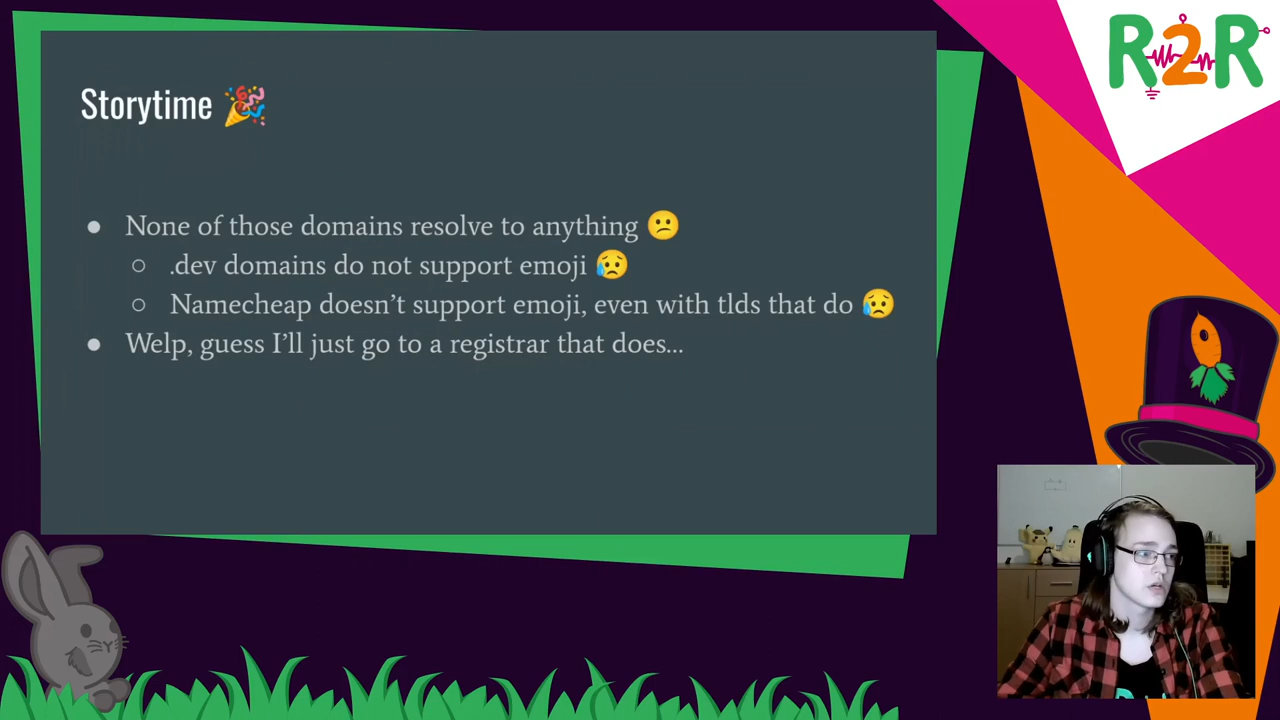 R2R
Storytime 🎉
● None of those domains resolve to anything 😕
○ .dev domains do not support emoji 😥
○ Namecheap doesn’t support emoji, even with tlds that do 😥
● Welp, guess I’ll just go to a registrar that does...